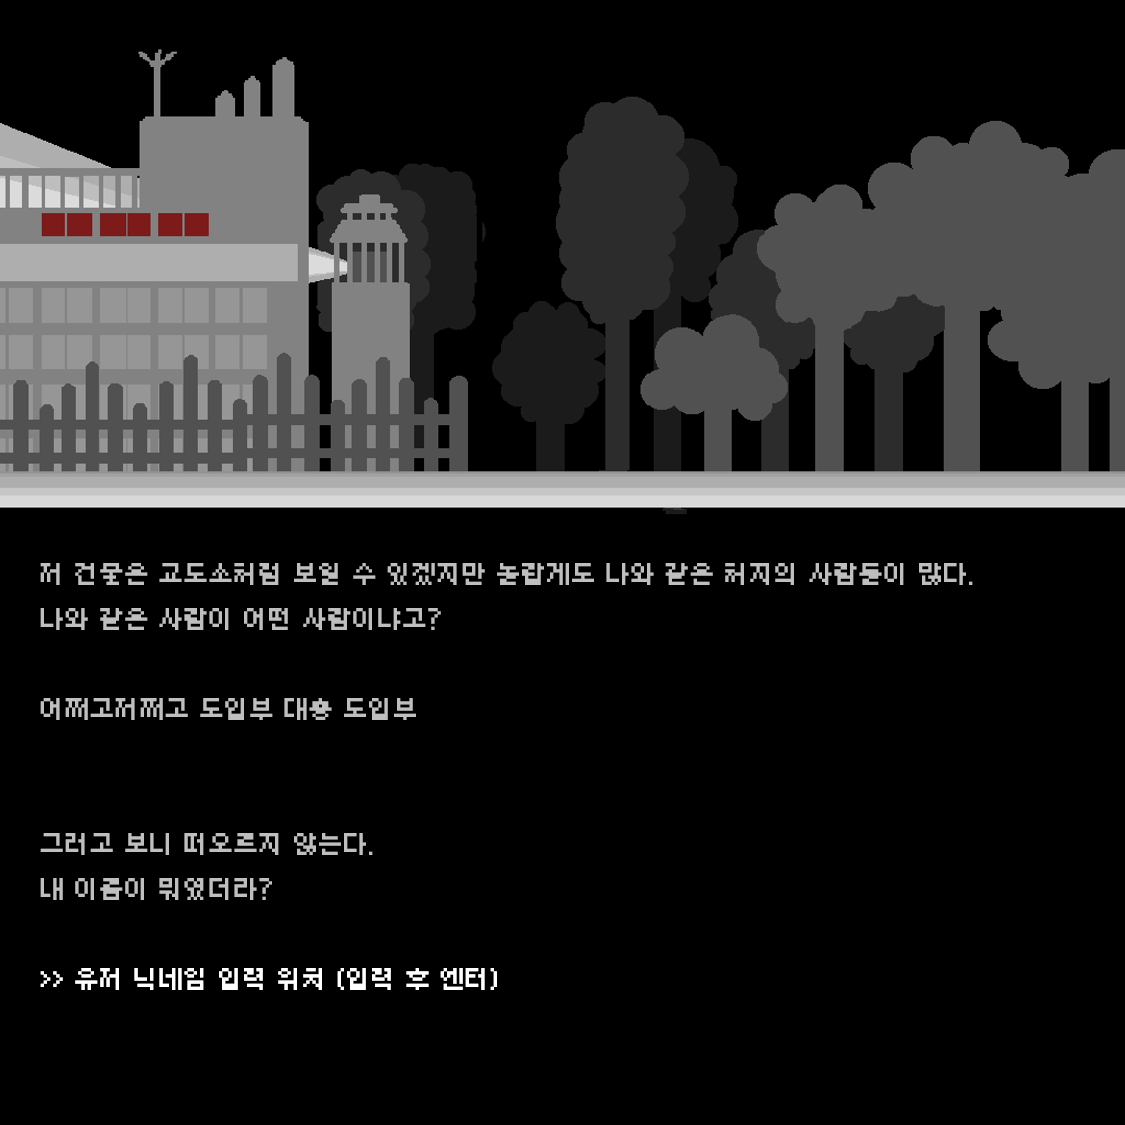 저 건물은 교도소처럼 보일 수 있겠지만 놀랍게도 나와 같은 처지의 사람들이 많다.
나와 같은 사람이 어떤 사람이냐고?
어쩌고저쩌고 도입부 대충 도입부
그러고 보니 떠오르지 않는다.
내 이름이 뭐였더라?
>> 유저 닉네임 입력 위치 (입력 후 엔터)